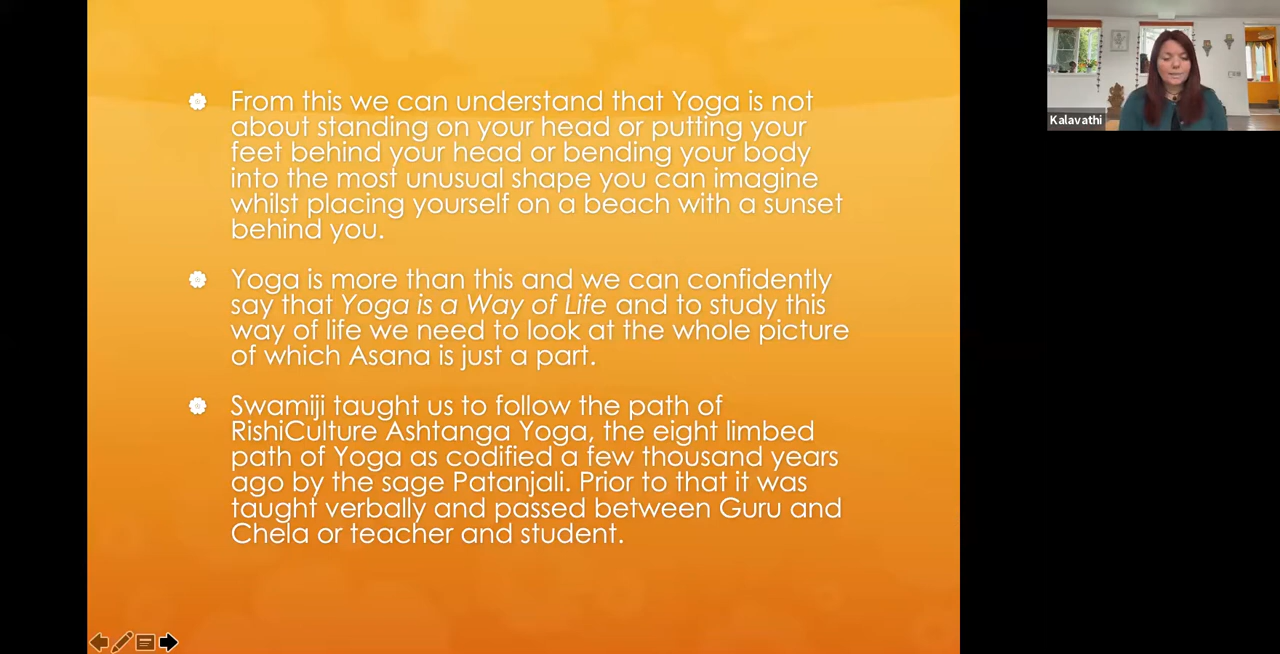 From this we can understand that Yoga is not
about standing on your head or putting your
feet behind your head or bending your body
into the most unusual shape you can imagine
whilst placing yourself on a beach with a sunset
behind you.
Yoga is more than this and we can confidently
say that Yoga is a Way of Life and to study this
way of life we need to look at the whole picture
of which Asana is just a part.
Swamiji taught us to follow the path of
RishiCulture Ashtanga Yoga, the eight limbed
path of Yoga as codified a few thousand years
ago by the sage Patanjali. Prior to that it was
taught verbally and passed between Guru and
Chela or teacher and student.
Kalavathi